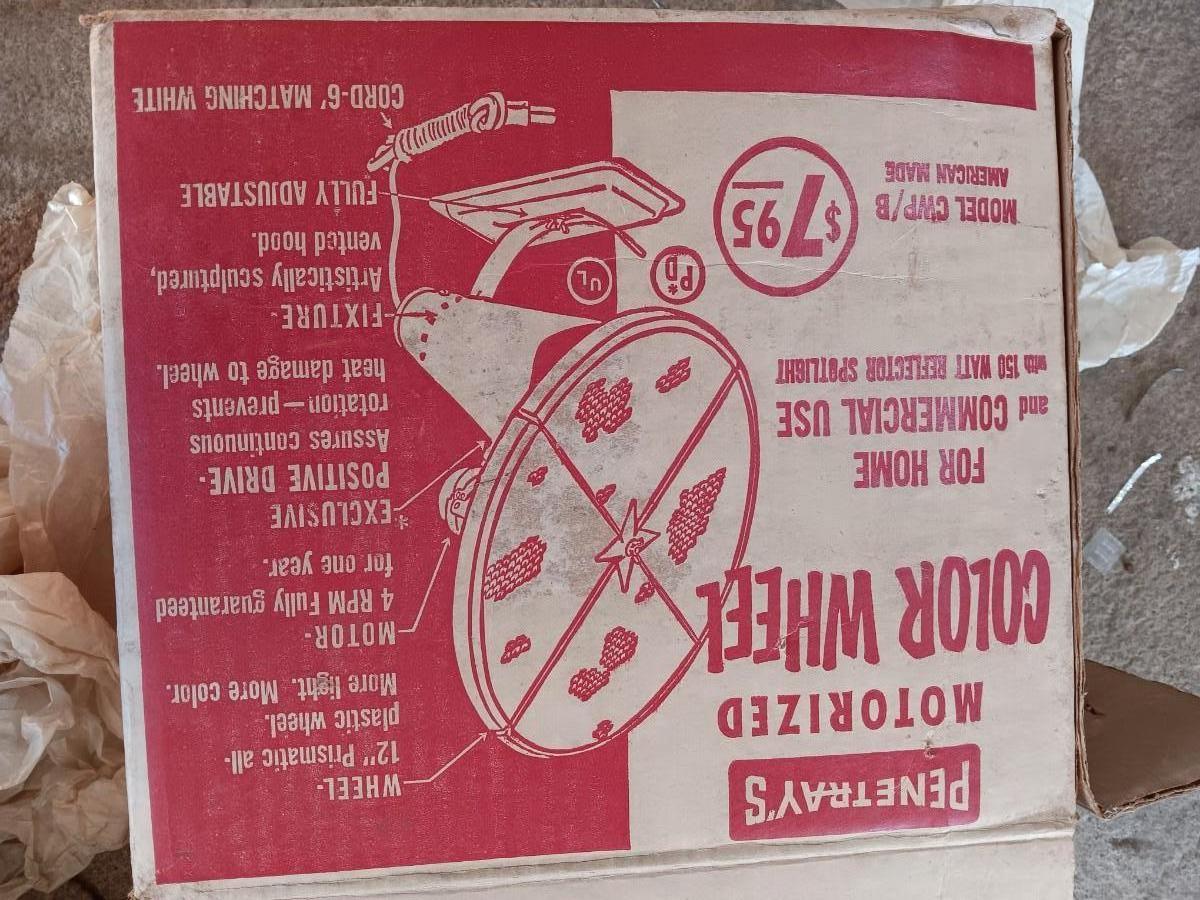 PENETRAY'S
MOTORIZED
COLOR WHEEL
FOR HOME
and COMMERCIAL USE
with 150 WATT REFLECTOR SPOTLIGHT
$7.95
MODEL CWP/B
AMERICAN MADE
WHEEL-
12" Prismatic all-
plastic wheel.
More light. More color.
MOTOR-
4 RPM Fully guaranteed
for one year.
*EXCLUSIVE
POSITIVE DRIVE-
Assures continuous
rotation—prevents
heat damage to wheel.
FIXTURE-
Artistically sculptured,
vented hood.
FULLY ADJUSTABLE
CORD-6' MATCHING WHITE
*Pd
UL